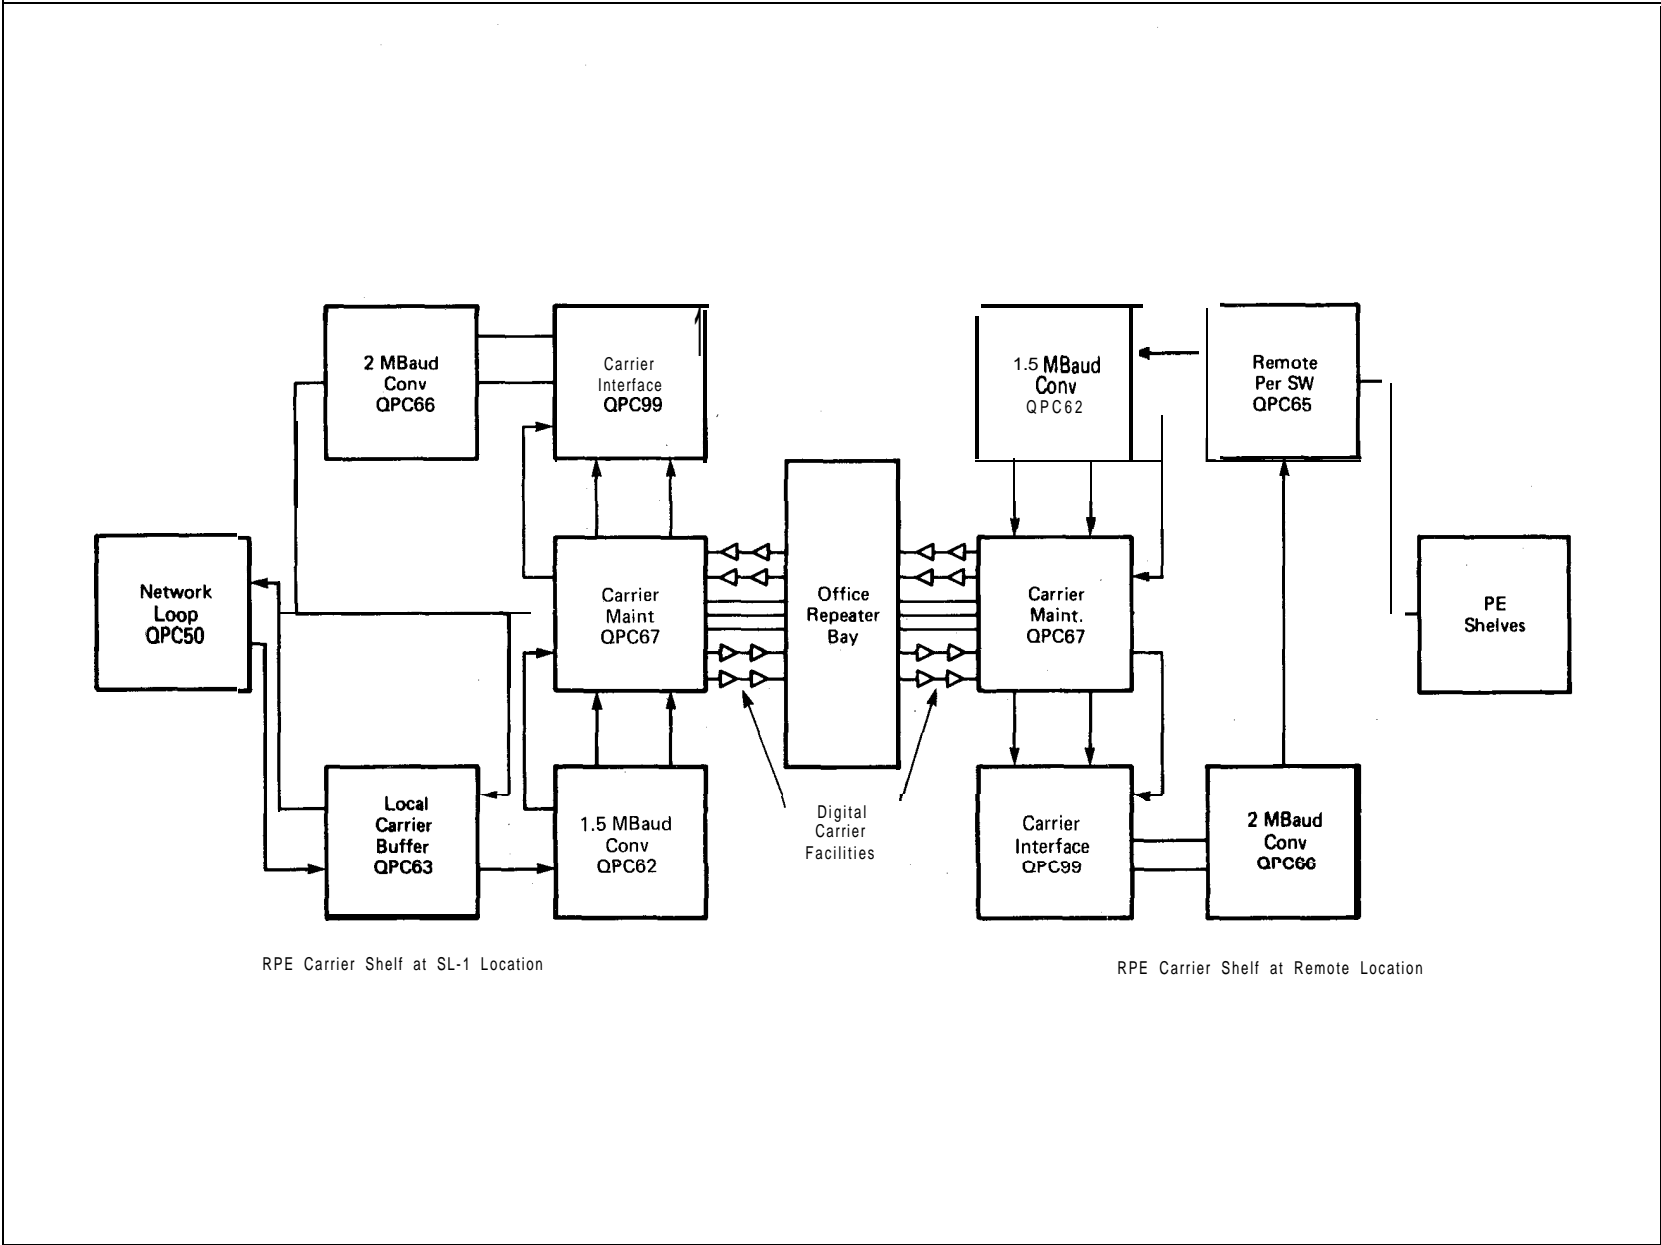 2 MBaud
Conv
QPC66
Carrier
Interface
QPC99
1.5 MBaud
Conv
QPC62
Remote
Per SW
QPC65
Network
Loop
QPC50
Carrier
Maint
QPC67
Office
Repeater
Bay
Carrier
Maint.
QPC67
PE
Shelves
Local
Carrier
Buffer
QPC63
1.5 MBaud
Conv
QPC62
Digital
Carrier
Facilities
Carrier
Interface
QPC99
2 MBaud
Conv
QPC66
RPE Carrier Shelf at SL-1 Location
RPE Carrier Shelf at Remote Location